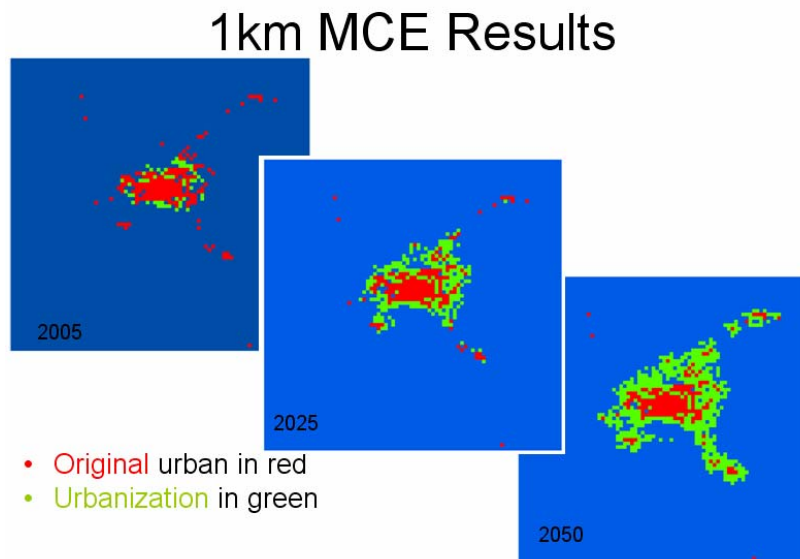 1km MCE Results
2005
2025
2050
• Original urban in red
• Urbanization in green